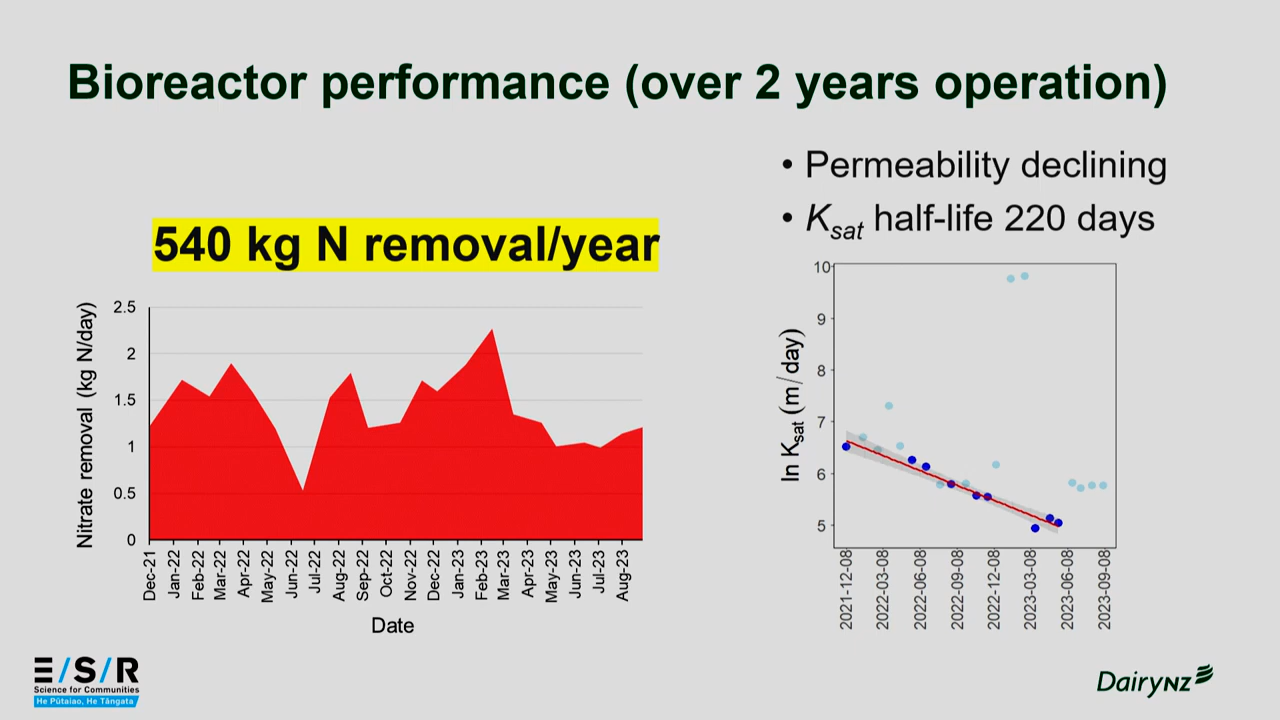 Bioreactor performance (over 2 years operation)
• Permeability declining
• Ksat half-life 220 days
540 kg N removal/year
Nitrate removal (kg N/day)
2.5
2
1.5
1
0.5
0
Dec-21
Jan-22
Feb-22
Mar-22
Apr-22
May-22
Jun-22
Jul-22
Aug-22
Sep-22
Oct-22
Nov-22
Dec-22
Jan-23
Feb-23
Mar-23
Apr-23
May-23
Jun-23
Jul-23
Aug-23
Date
ln Ksat (m/day)
10
9
8
7
6
5
2021-12-08
2022-03-08
2022-06-08
2022-09-08
2022-12-08
2023-03-08
2023-06-08
2023-09-08
E/S/R
Science for Communities
He Pūtaiao, He Tāngata
DairyNZ